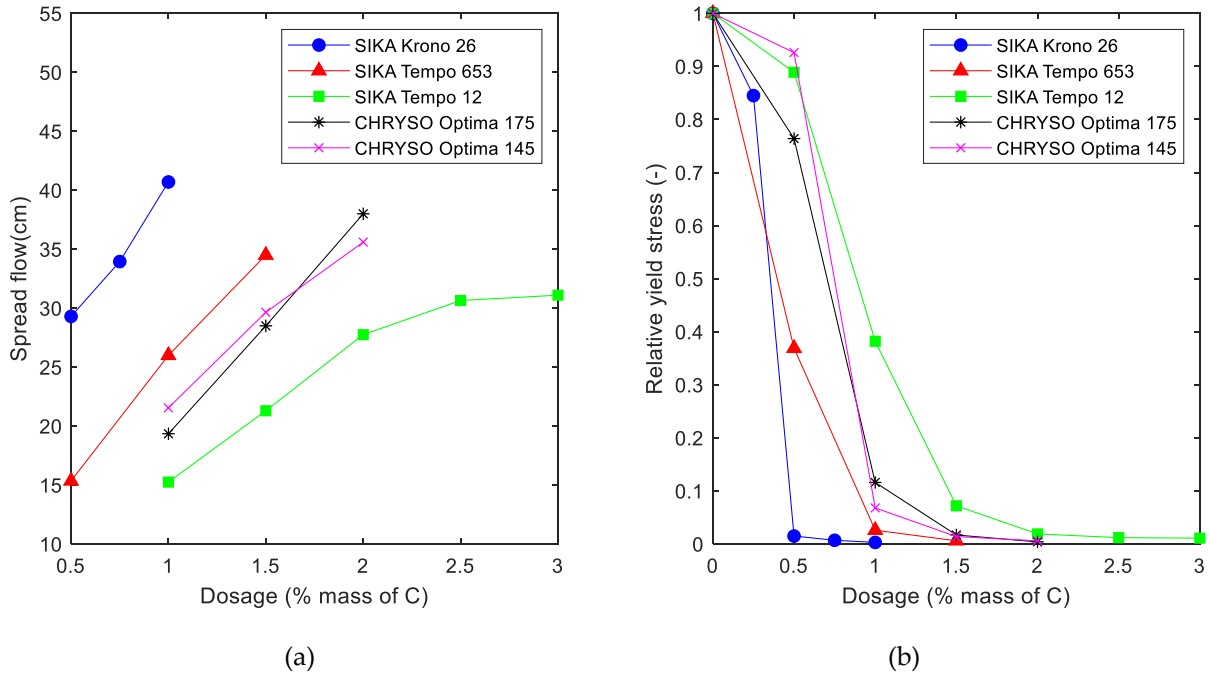 55
50
45
40
35
30
25
20
15
10
Spread flow(cm)
0.5
1
1.5
2
2.5
3
Dosage (% mass of C)
SIKA Krono 26
SIKA Tempo 653
SIKA Tempo 12
CHRYSO Optima 175
CHRYSO Optima 145
(a)
1
0.9
0.8
0.7
0.6
0.5
0.4
0.3
0.2
0.1
0
Relative yield stress (-)
0
0.5
1
1.5
2
2.5
3
Dosage (% mass of C)
SIKA Krono 26
SIKA Tempo 653
SIKA Tempo 12
CHRYSO Optima 175
CHRYSO Optima 145
(b)